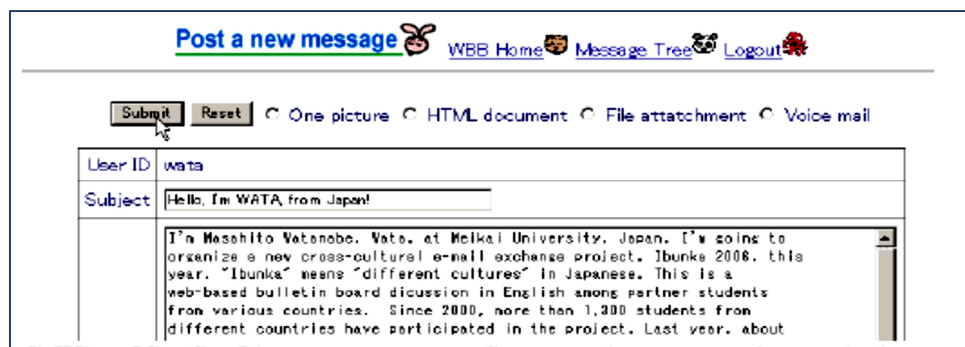 Post a new message WBB Home Message Tree Logout
Submit Reset One picture HTML document File attatchment Voice mail
User ID wata
Subject Hello, I'm WATA, from Japan!
I'm Masahito Watanabe, Wata, at Meikai University, Japan. I'm going to
organize a new cross-cultural e-mail exchange project, Ibunka 2006, this
year. "Ibunka" means "different cultures" in Japanese. This is a
web-based bulletin board dicussion in English among partner students
from various countries. Since 2000, more than 1,300 students from
different countries have participated in the project. Last year, about